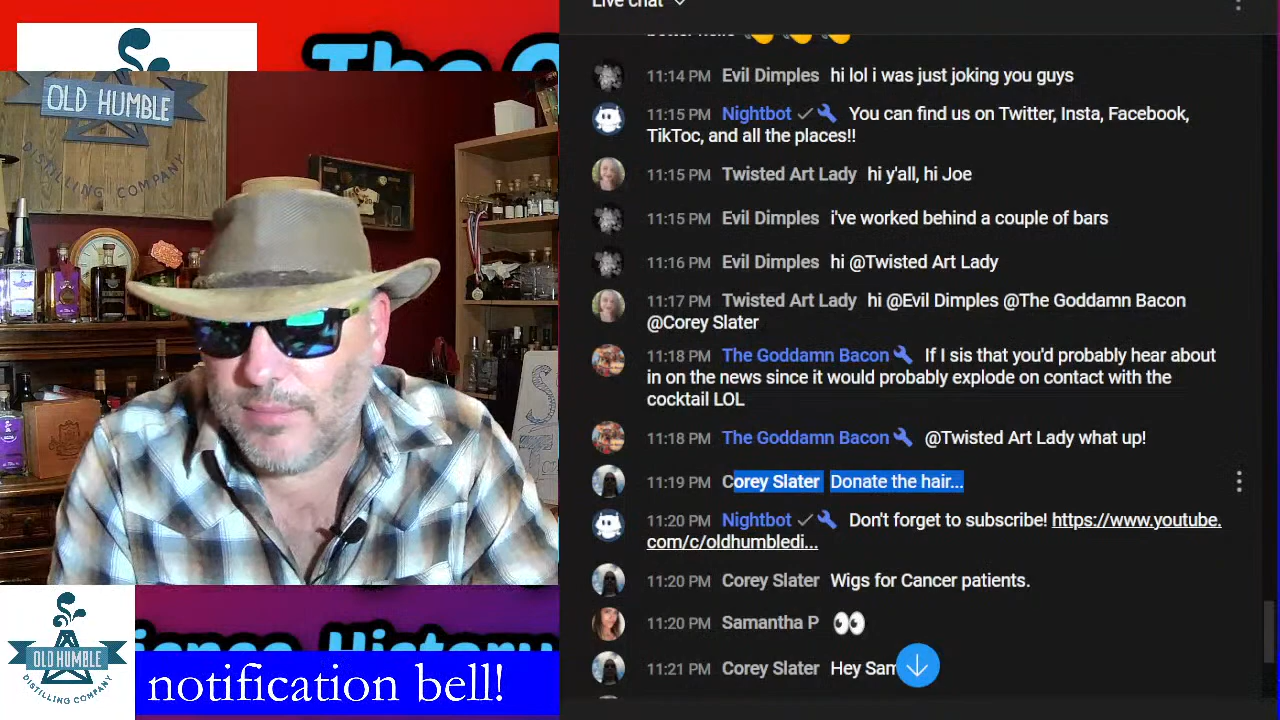 Live chat
The
OLD HUMBLE
DISTILLING COMPANY
11:14 PM Evil Dimples hi lol i was just joking you guys
11:15 PM Nightbot You can find us on Twitter, Insta, Facebook,
TikToc, and all the places!!
11:15 PM Twisted Art Lady hi y'all, hi Joe
11:15 PM Evil Dimples i've worked behind a couple of bars
11:16 PM Evil Dimples hi @Twisted Art Lady
11:17 PM Twisted Art Lady hi @Evil Dimples @The Goddamn Bacon
@Corey Slater
11:18 PM The Goddamn Bacon If I sis that you'd probably hear about
in on the news since it would probably explode on contact with the
cocktail LOL
11:18 PM The Goddamn Bacon @Twisted Art Lady what up!
11:19 PM Corey Slater Donate the hair...
11:20 PM Nightbot Don't forget to subscribe! https://www.youtube.
com/c/oldhumbledi...
11:20 PM Corey Slater Wigs for Cancer patients.
11:20 PM Samantha P 👀
11:21 PM Corey Slater Hey Sam
History
OLD HUMBLE
DISTILLING COMPANY
notification bell!